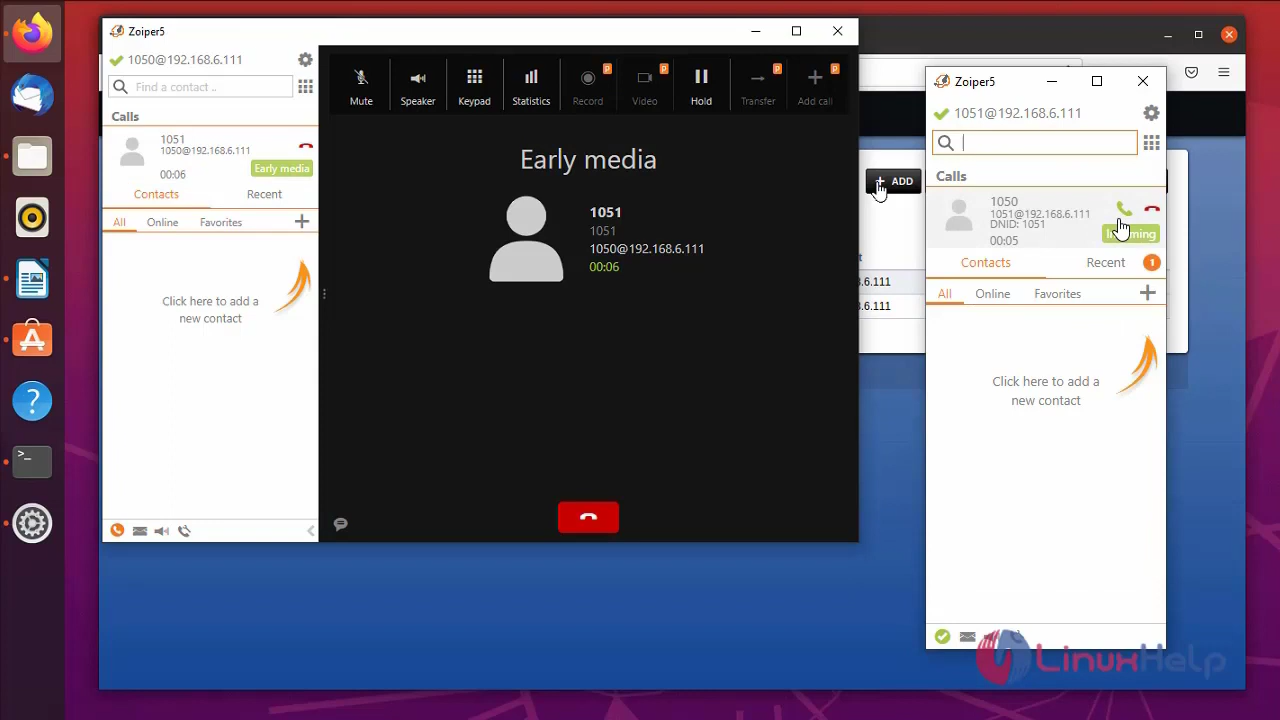 Zoiper5
1050@192.168.6.111
Find a contact ..
Calls
1051
1050@192.168.6.111
00:06
Early media
Contacts
Recent
All
Online
Favorites
Click here to add a
new contact
Mute
Speaker
Keypad
Statistics
Record
Video
Hold
Transfer
Add call
P
P
P
P
Early media
1051
1051
1050@192.168.6.111
00:06
ADD
.6.111
.6.111
Zoiper5
1051@192.168.6.111
Calls
1050
1051@192.168.6.111
DNID: 1051
00:05
Contacts
Recent
1
All
Online
Favorites
Click here to add a
new contact
LinuxHelp